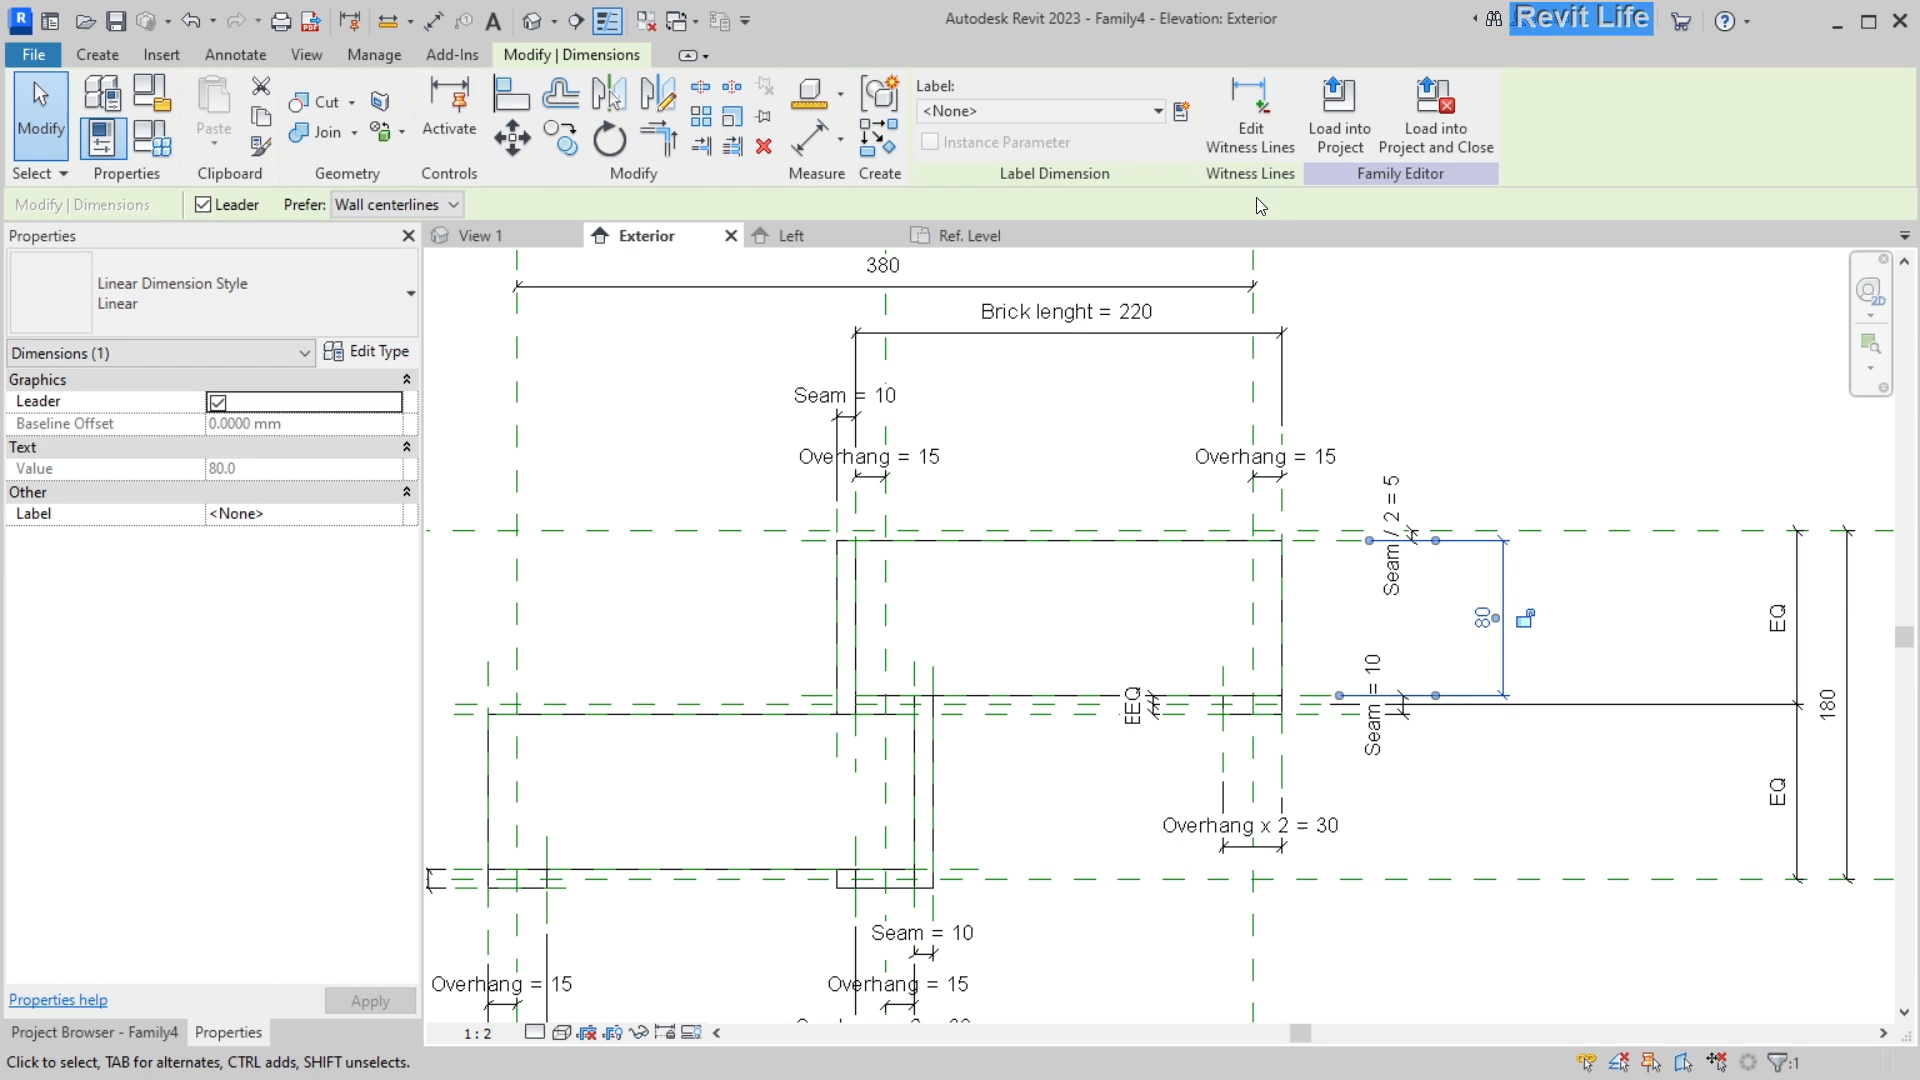 Autodesk Revit 2023 - Family4 - Elevation: Exterior
Revit Life
File
Create
Insert
Annotate
View
Manage
Add-Ins
Modify | Dimensions
Modify
Paste
Cut
Join
Activate
Label:
<None>
Instance Parameter
Edit
Witness Lines
Load into
Project
Load into
Project and Close
Select
Properties
Clipboard
Geometry
Controls
Modify
Measure
Create
Label Dimension
Witness Lines
Family Editor
Modify | Dimensions
Leader
Prefer:
Wall centerlines
Properties
View 1
Exterior
Left
Ref. Level
Linear Dimension Style
Linear
Dimensions (1)
Edit Type
Graphics
Leader
Baseline Offset
0.0000 mm
Text
Value
80.0
Other
Label
<None>
380
Brick lenght = 220
Seam = 10
Overhang = 15
Overhang = 15
Seam / 2 = 5
80
EQ
Seam = 10
EEQ
180
EQ
Overhang x 2 = 30
Seam = 10
Overhang = 15
Overhang = 15
Properties help
Apply
Project Browser - Family4
Properties
1 : 2
Click to select, TAB for alternates, CTRL adds, SHIFT unselects.
:1